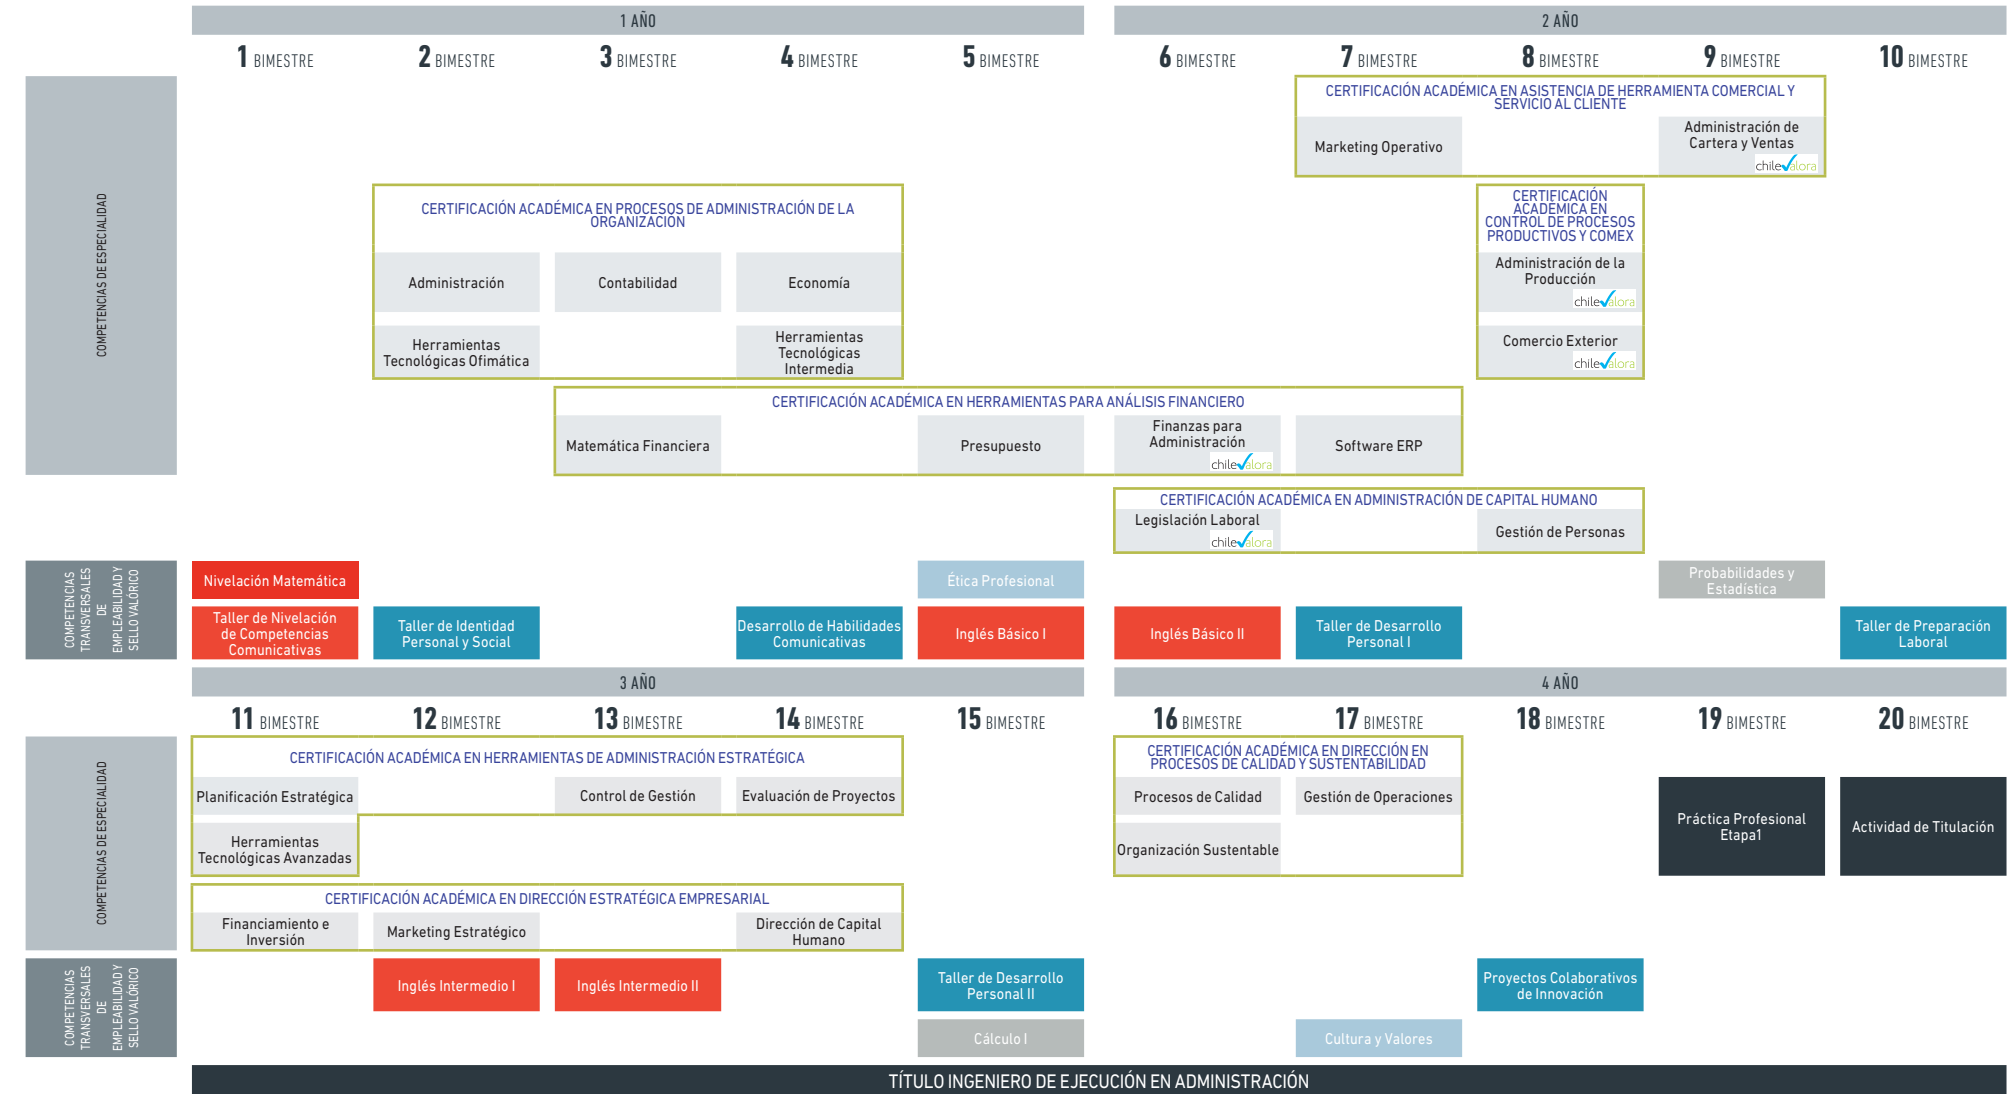 1 AÑO
2 AÑO
1 BIMESTRE
2 BIMESTRE
3 BIMESTRE
4 BIMESTRE
5 BIMESTRE
6 BIMESTRE
7 BIMESTRE
8 BIMESTRE
9 BIMESTRE
10 BIMESTRE
COMPETENCIAS DE ESPECIALIDAD
CERTIFICACIÓN ACADÉMICA EN ASISTENCIA DE HERRAMIENTA COMERCIAL Y
SERVICIO AL CLIENTE
Marketing Operativo
Administración de
Cartera y Ventas
chilevalora
CERTIFICACIÓN ACADÉMICA EN PROCESOS DE ADMINISTRACIÓN DE LA
ORGANIZACIÓN
Administración
Contabilidad
Economía
Herramientas
Tecnológicas Ofimática
Herramientas
Tecnológicas
Intermedia
CERTIFICACIÓN
ACADÉMICA EN
CONTROL DE PROCESOS
PRODUCTIVOS Y COMEX
Administración de la
Producción
chilevalora
Comercio Exterior
chilevalora
CERTIFICACIÓN ACADÉMICA EN HERRAMIENTAS PARA ANÁLISIS FINANCIERO
Matemática Financiera
Presupuesto
Finanzas para
Administración
chilevalora
Software ERP
CERTIFICACIÓN ACADÉMICA EN ADMINISTRACIÓN DE CAPITAL HUMANO
Legislación Laboral
chilevalora
Gestión de Personas
COMPETENCIAS
TRANSVERSALES
DE
EMPLEABILIDAD Y
SELLO VALÓRICO
Nivelación Matemática
Ética Profesional
Probabilidades y
Estadística
Taller de Nivelación
de Competencias
Comunicativas
Taller de Identidad
Personal y Social
Desarrollo de Habilidades
Comunicativas
Inglés Básico I
Inglés Básico II
Taller de Desarrollo
Personal I
Taller de Preparación
Laboral
3 AÑO
4 AÑO
11 BIMESTRE
12 BIMESTRE
13 BIMESTRE
14 BIMESTRE
15 BIMESTRE
16 BIMESTRE
17 BIMESTRE
18 BIMESTRE
19 BIMESTRE
20 BIMESTRE
COMPETENCIAS DE ESPECIALIDAD
CERTIFICACIÓN ACADÉMICA EN HERRAMIENTAS DE ADMINISTRACIÓN ESTRATÉGICA
Planificación Estratégica
Control de Gestión
Evaluación de Proyectos
Herramientas
Tecnológicas Avanzadas
CERTIFICACIÓN ACADÉMICA EN DIRECCIÓN EN
PROCESOS DE CALIDAD Y SUSTENTABILIDAD
Procesos de Calidad
Gestión de Operaciones
Organización Sustentable
Práctica Profesional
Etapa1
Actividad de Titulación
CERTIFICACIÓN ACADÉMICA EN DIRECCIÓN ESTRATÉGICA EMPRESARIAL
Financiamiento e
Inversión
Marketing Estratégico
Dirección de Capital
Humano
COMPETENCIAS
TRANSVERSALES
DE
EMPLEABILIDAD Y
SELLO VALÓRICO
Inglés Intermedio I
Inglés Intermedio II
Taller de Desarrollo
Personal II
Proyectos Colaborativos
de Innovación
Cálculo I
Cultura y Valores
TÍTULO INGENIERO DE EJECUCIÓN EN ADMINISTRACIÓN